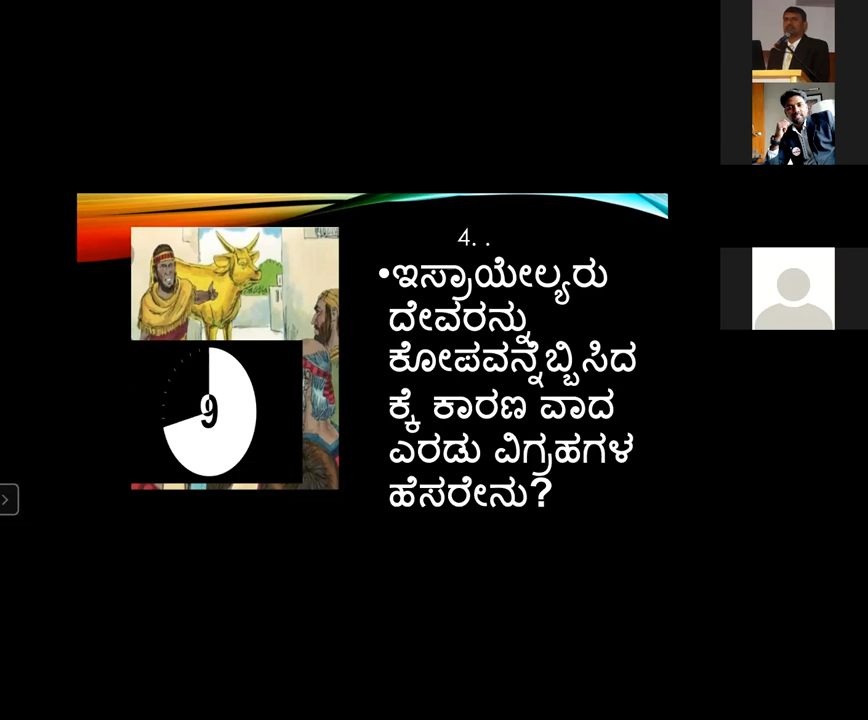 4. .
•ಇಸ್ರಾಯೇಲ್ಯರು
ದೇವರನ್ನು
ಕೋಪವನ್ನೆಬ್ಬಿಸಿದ
ಕ್ಕೆ ಕಾರಣ ವಾದ
ಎರಡು ವಿಗ್ರಹಗಳ
ಹೆಸರೇನು?
9